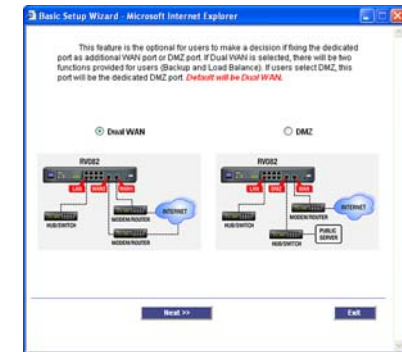 Basic Setup Wizard - Microsoft Internet Explorer
This feature is the optional for users to make a decision if fixing the dedicated
port as additional WAN port or DMZ port. If Dual WAN is selected, there will be two
functions provided for users (Backup and Load Balance). If users select DMZ, this
port will be the dedicated DMZ port. Default will be Dual WAN.
Dual WAN
DMZ
RV082
RV082
LAN WAN2 WAN1
LAN DMZ WAN
INTERNET
INTERNET
HUB/SWITCH
MODEM/ROUTER
MODEM/ROUTER
HUB/SWITCH
MODEM/ROUTER
HUB/SWITCH
PUBLIC
SERVER
Next >>
Exit